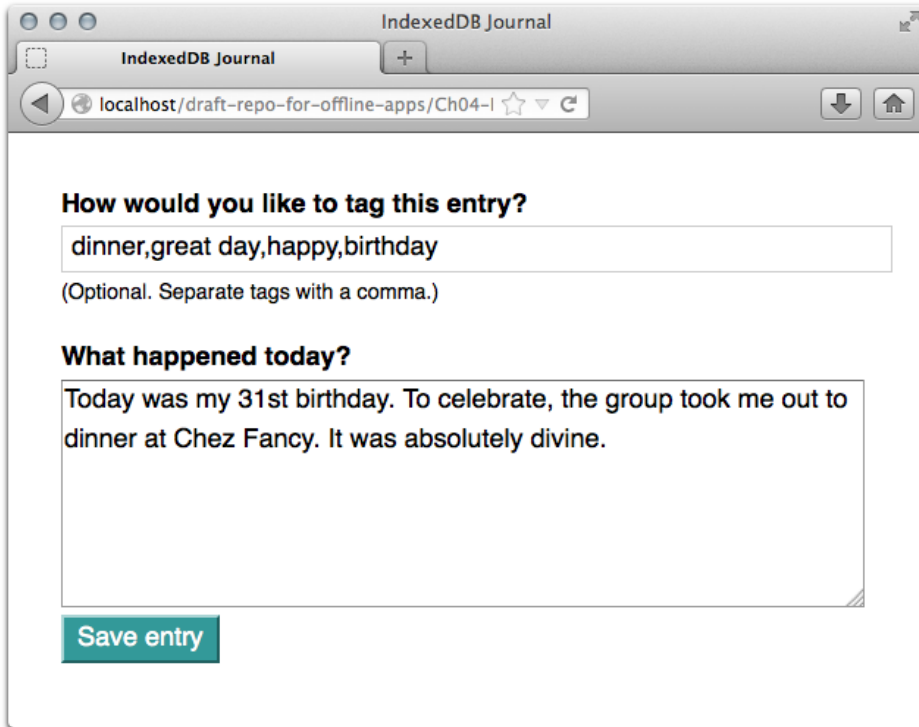 IndexedDB Journal
IndexedDB Journal
localhost/draft-repo-for-offline-apps/Ch04-
How would you like to tag this entry?
dinner,great day,happy,birthday
(Optional. Separate tags with a comma.)
What happened today?
Today was my 31st birthday. To celebrate, the group took me out to
dinner at Chez Fancy. It was absolutely divine.
Save entry